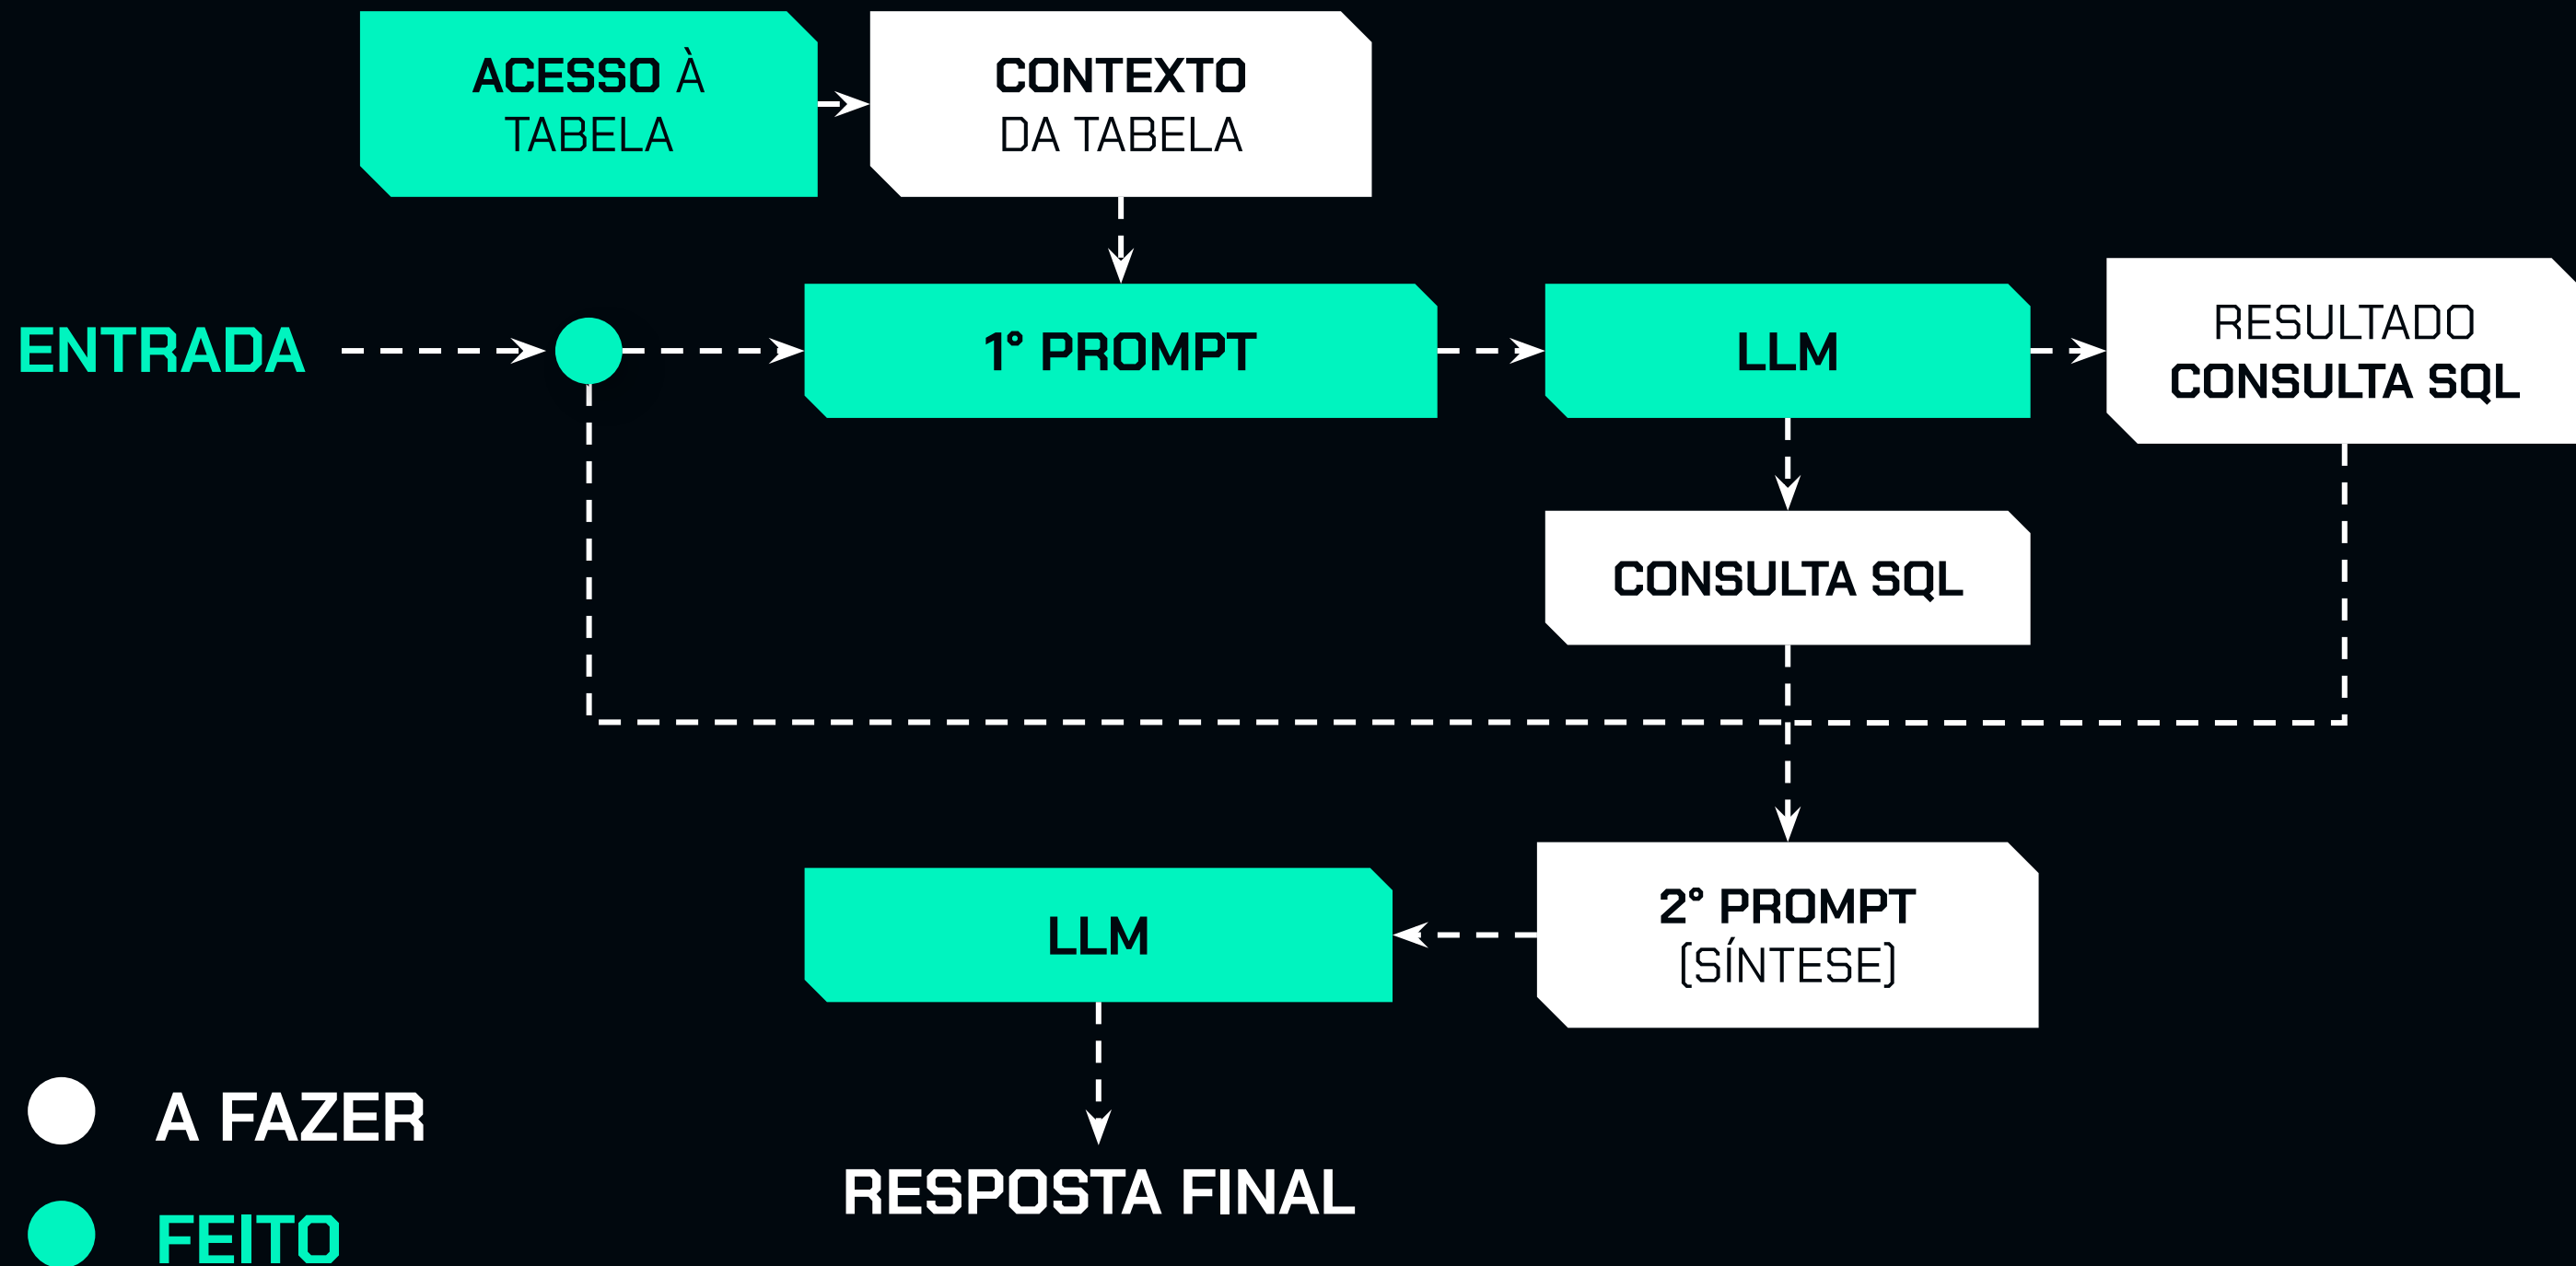 ACESSO À
TABELA
CONTEXTO
DA TABELA
ENTRADA
1° PROMPT
LLM
RESULTADO
CONSULTA SQL
CONSULTA SQL
LLM
2° PROMPT
(SÍNTESE)
RESPOSTA FINAL
A FAZER
FEITO